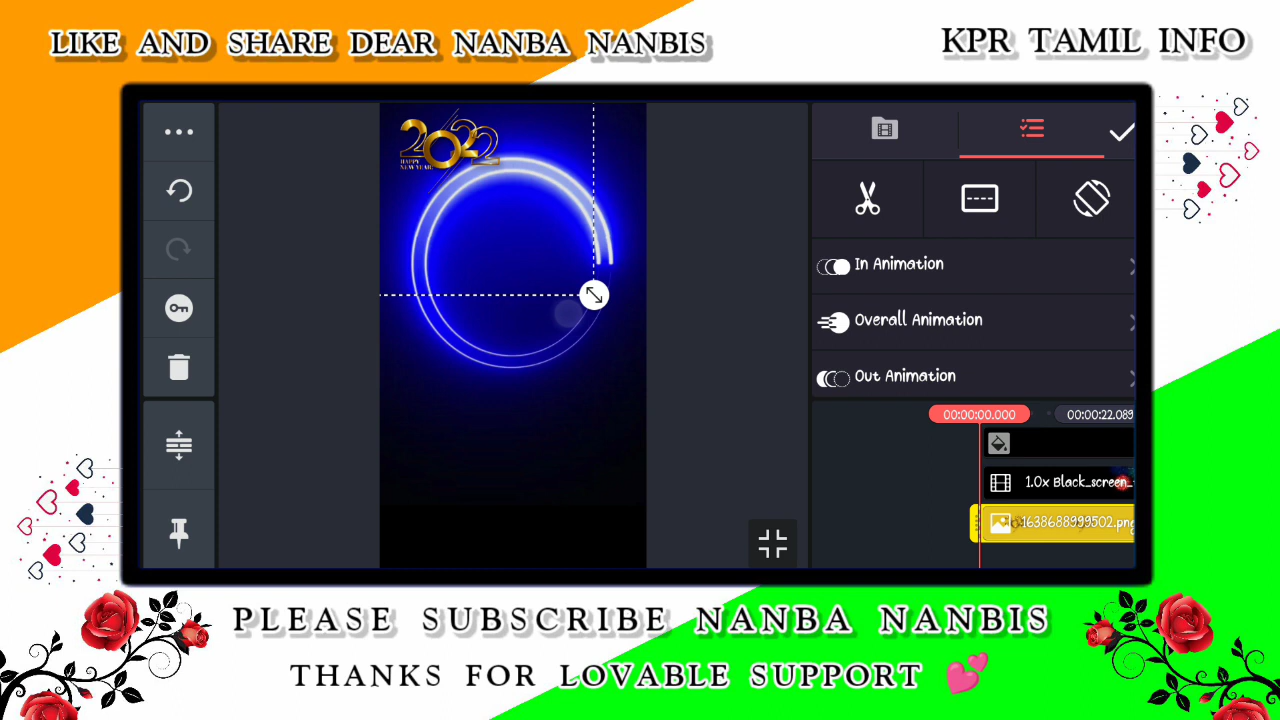 LIKE AND SHARE DEAR NANBA NANBIS
KPR TAMIL INFO
2022
HAPPY
NEW YEAR
In Animation
Overall Animation
Out Animation
00:00:00.000
00:00:22.089
1.0x Black_screen_
1638688999502.png
PLEASE SUBSCRIBE NANBA NANBIS
THANKS FOR LOVABLE SUPPORT 💕